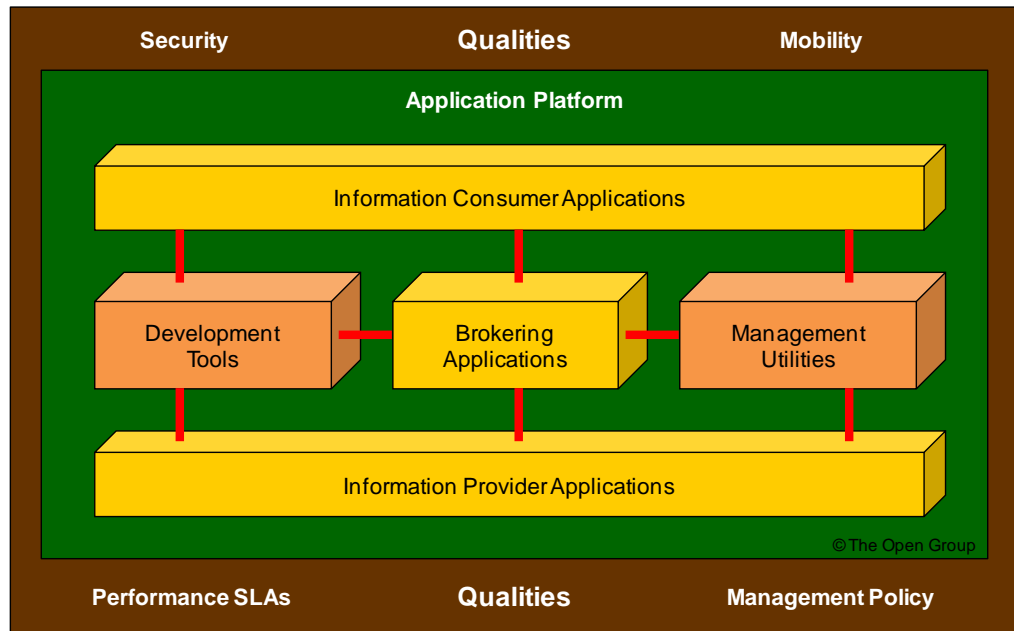 Security Qualities Mobility
Application Platform
Information Consumer Applications
Development
Tools
Brokering
Applications
Management
Utilities
Information Provider Applications
© The Open Group
Performance SLAs Qualities Management Policy